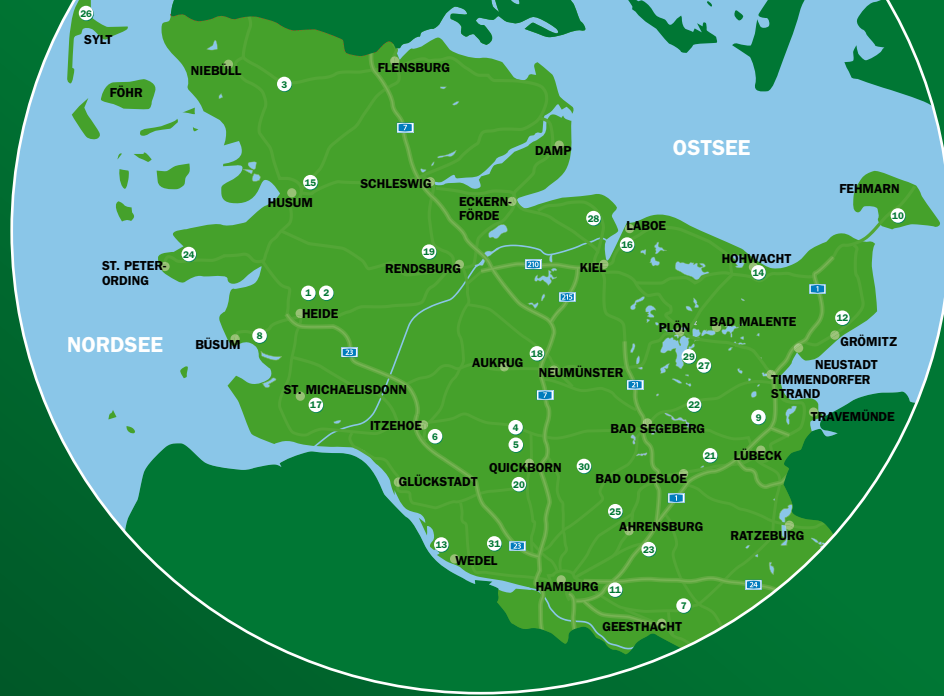 26
SYLT
NIEBÜLL
FLENSBURG
3
FÖHR
7
OSTSEE
DAMP
15
SCHLESWIG
HUSUM
ECKERN-
FÖRDE
FEHMARN
10
28
LABOE
16
24
19
ST. PETER-
ORDING
RENDSBURG
210
KIEL
HOHWACHT
14
1
2
215
1
HEIDE
12
PLÖN
BAD MALENTE
NORDSEE
BÜSUM
8
23
GRÖMITZ
AUKRUG
18
NEUMÜNSTER
29
27
NEUSTADT
TIMMENDORFER
STRAND
21
ST. MICHAELISDONN
17
7
22
9
TRAVEMÜNDE
ITZEHOE
6
4
5
BAD SEGEBERG
21
LÜBECK
QUICKBORN
30
BAD OLDESLOE
GLÜCKSTADT
20
1
25
AHRENSBURG
RATZEBURG
13
31
23
23
WEDEL
HAMBURG
11
24
7
GEESTHACHT